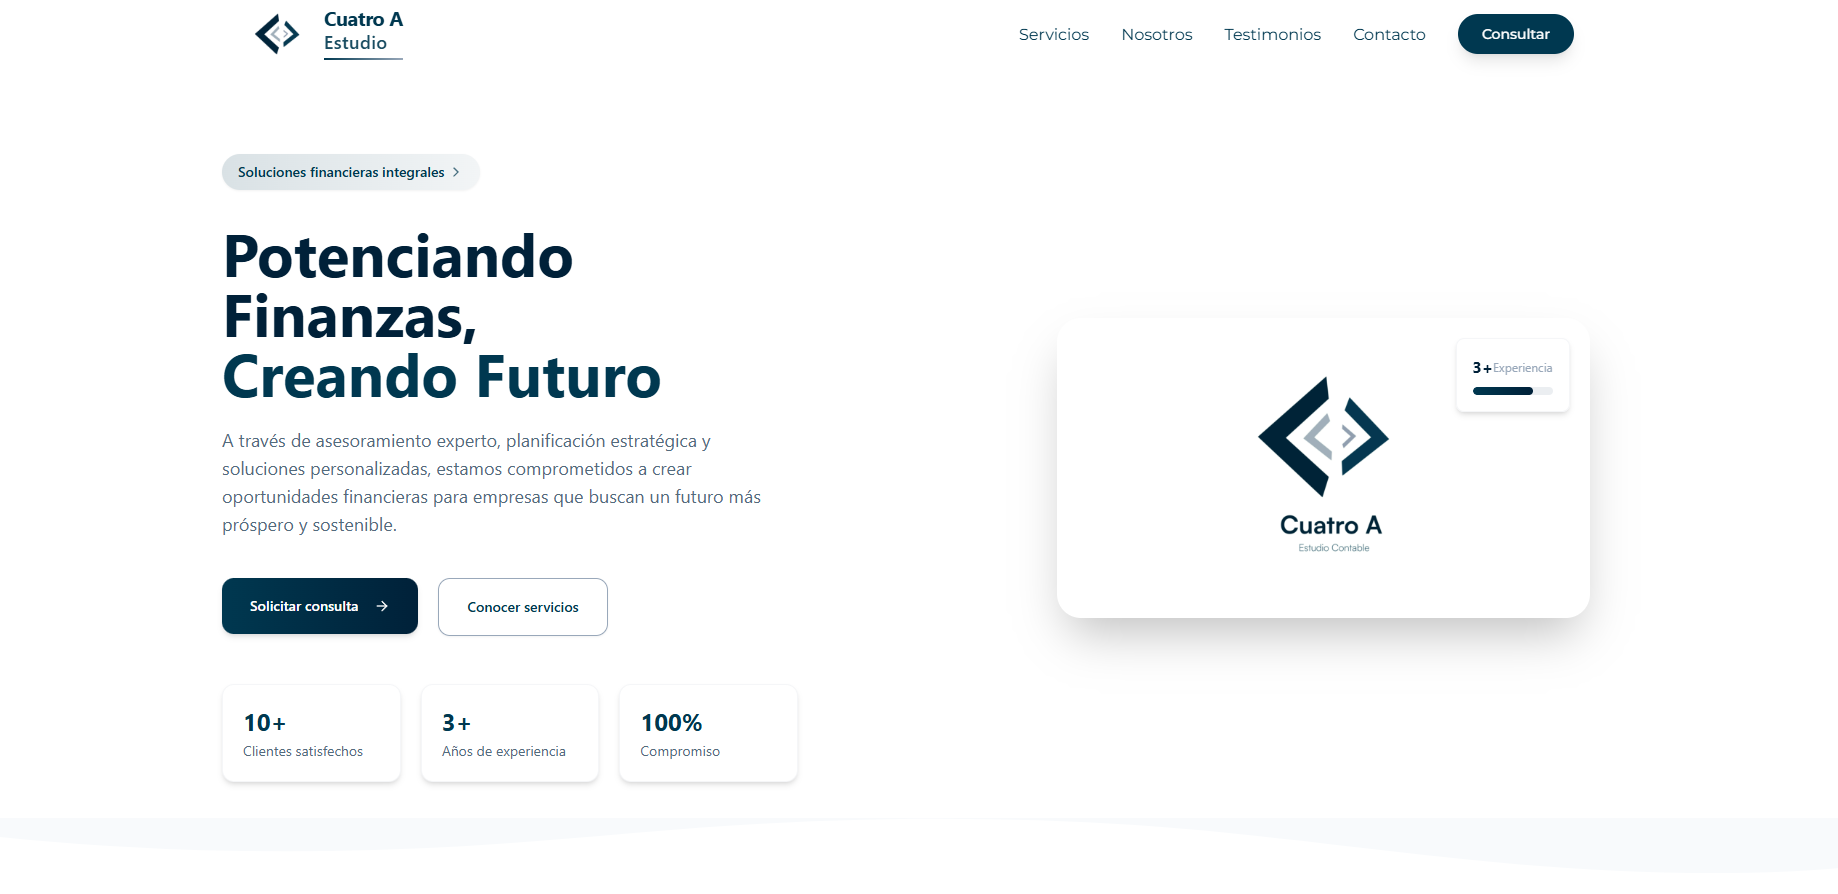 Cuatro A
Estudio
Servicios
Nosotros
Testimonios
Contacto
Consultar
Soluciones financieras integrales
Potenciando
Finanzas,
Creando Futuro
A través de asesoramiento experto, planificación estratégica y
soluciones personalizadas, estamos comprometidos a crear
oportunidades financieras para empresas que buscan un futuro más
próspero y sostenible.
Solicitar consulta
Conocer servicios
10+
Clientes satisfechos
3+
Años de experiencia
100%
Compromiso
3+ Experiencia
Cuatro A
Estudio Contable